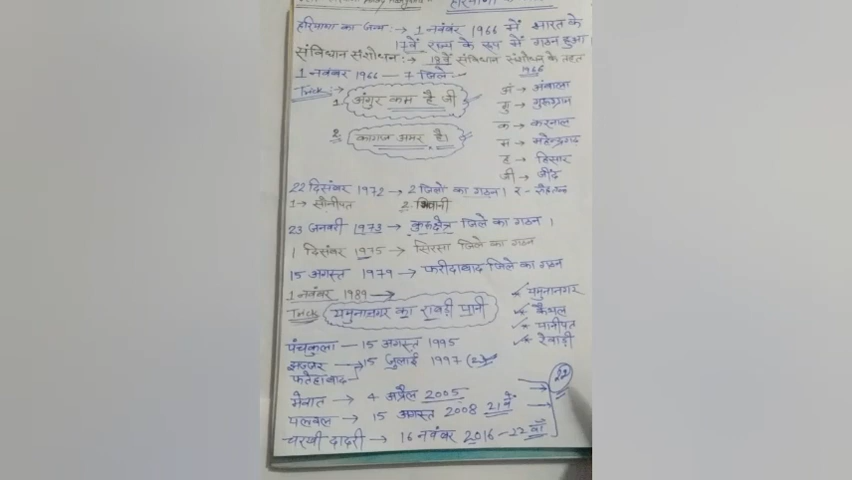 हरियाणा का जन्म :→ 1 नवंबर 1966 में भारत के
17वें राज्य के रूप में गठन हुआ।
संविधान संशोधन :→ 18वें संविधान संशोधन के तहत
1966
1 नवम्बर 1966 — 7 जिले :-
Trick :→
1. अंगुर कम है जी
2. कागज अमर है।
अं → अंबाला
गु → गुरुग्राम
क → करनाल
म → महेन्द्रगढ़
ह → हिसार
जी → जींद
र - रोहतक
22 दिसंबर 1972 → 2 जिलों का गठन।
1 → सोनीपत 2 भिवानी
23 जनवरी 1973 → कुरुक्षेत्र जिले का गठन।
1 दिसंबर 1975 → सिरसा जिले का गठन
15 अगस्त 1979 → फरीदाबाद जिले का गठन
1 नवंबर 1989 →
Trick यमुनानगर का रावड़ी पानी
यमुनानगर
कैथल
पानीपत
रेवाड़ी
पंचकुला — 15 अगस्त 1995
झज्जर → 15 जुलाई 1997 (2)
फतेहाबाद
मेवात → 4 अप्रैल 2005
पलवल → 15 अगस्त 2008 21वें
चरखी दादरी → 16 नवंबर 2016 - 22 वाँ
22